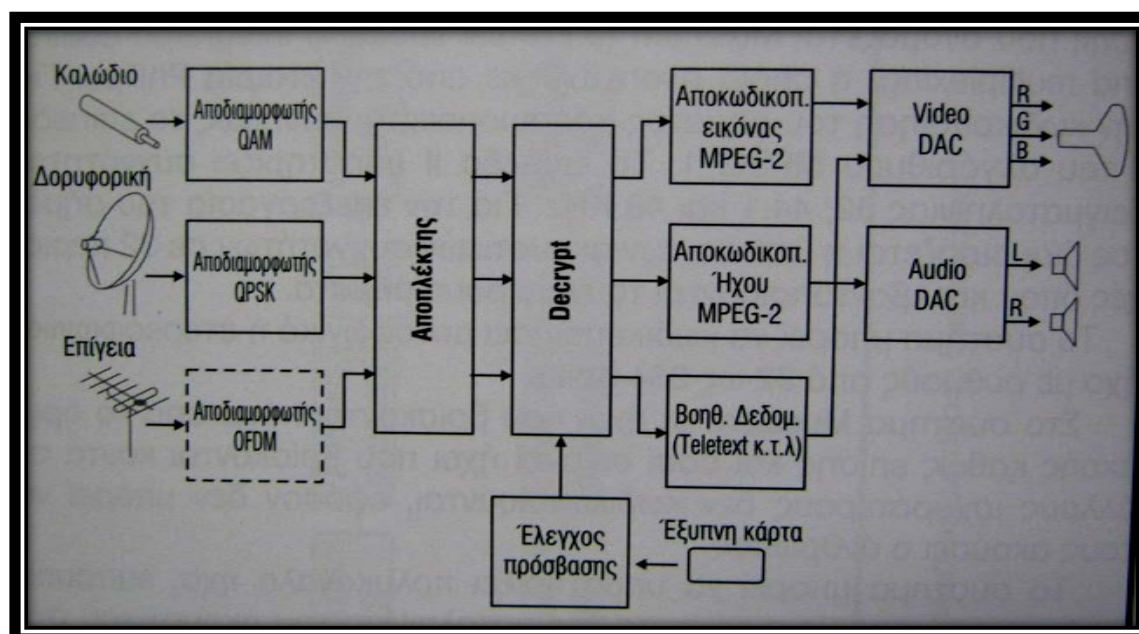 Καλώδιο
Αποδιαμορφωτής
QAM
Δορυφορική
Αποδιαμορφωτής
QPSK
Επίγεια
Αποδιαμορφωτής
OFDM
Αποπλέκτης
Decrypt
Αποκωδικοπ.
εικόνας
MPEG-2
Video
DAC
R
G
B
Αποκωδικοπ.
Ήχου
MPEG-2
Audio
DAC
L
R
Βοηθ. Δεδομ.
(Teletext κ.τ.λ)
Έλεγχος
πρόσβασης
Έξυπνη κάρτα